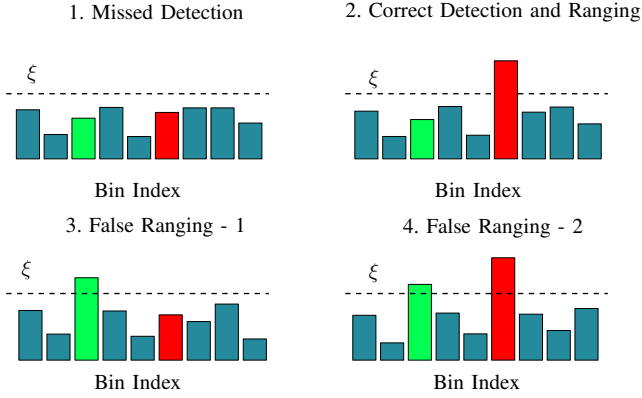 1. Missed Detection
2. Correct Detection and Ranging
ξ
ξ
Bin Index
Bin Index
3. False Ranging - 1
4. False Ranging - 2
ξ
ξ
Bin Index
Bin Index